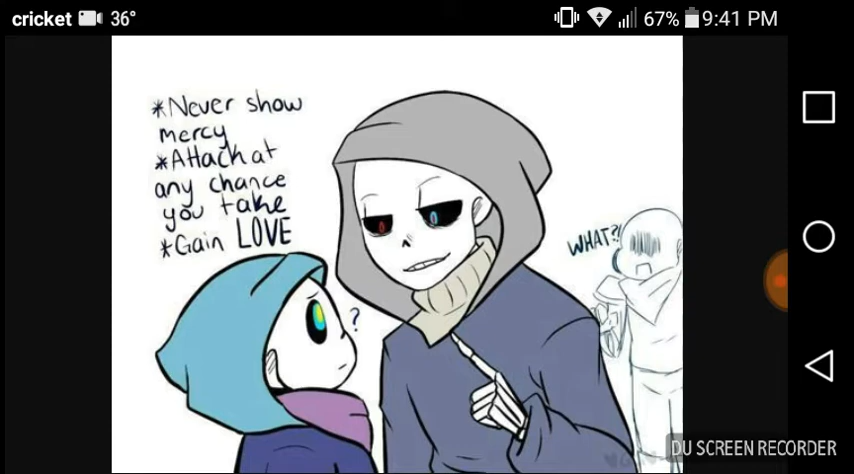 cricket 36° 67% 9:41 PM
*Never show
mercy
*Attack at
any chance
you take
*Gain LOVE
?
WHAT?!
DU SCREEN RECORDER